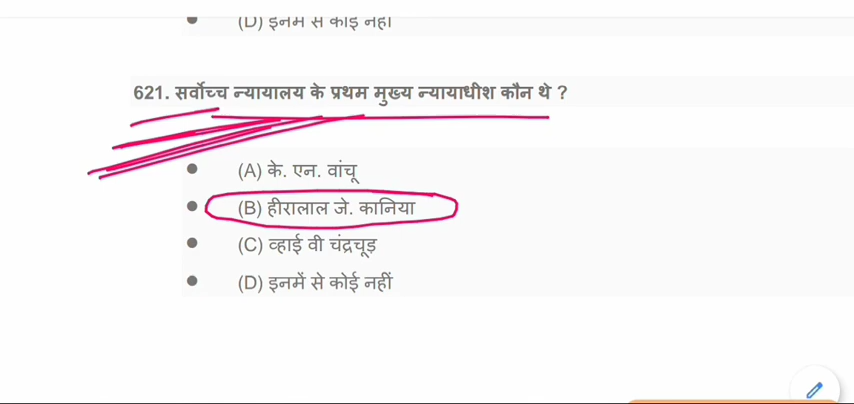 (D) इनमें से कोई नहीं
621. सर्वोच्च न्यायालय के प्रथम मुख्य न्यायाधीश कौन थे ?
(A) के. एन. वांचू
(B) हीरालाल जे. कानिया
(C) व्हाई वी चंद्रचूड़
(D) इनमें से कोई नहीं